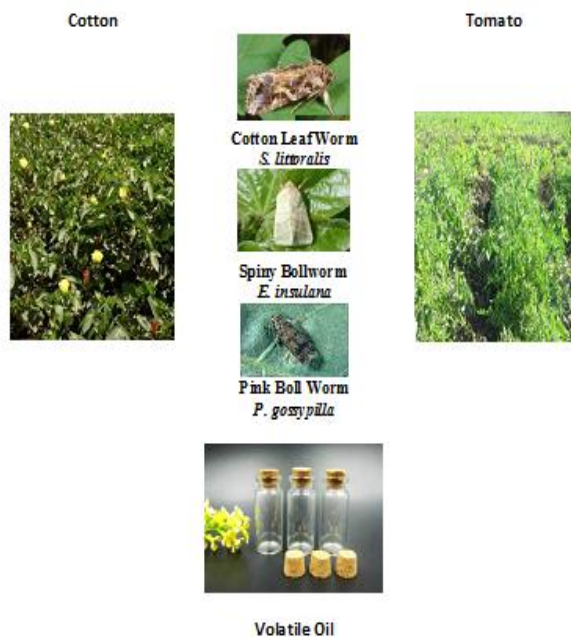 Cotton
Tomato
Cotton Leaf Worm
S. littoralis
Spiny Bollworm
E. insulana
Pink Boll Worm
P. gossypilla
Volatile Oil